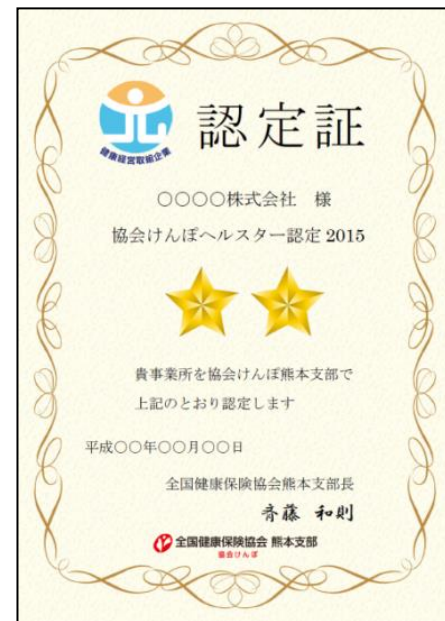 認定証
健康経営取組企業
○○○○株式会社 様
協会けんぽヘルスター認定 2015
貴事業所を協会けんぽ熊本支部で
上記のとおり認定します
平成○○年○○月○○日
全国健康保険協会熊本支部長
斉藤 和則
全国健康保険協会 熊本支部
協会けんぽ